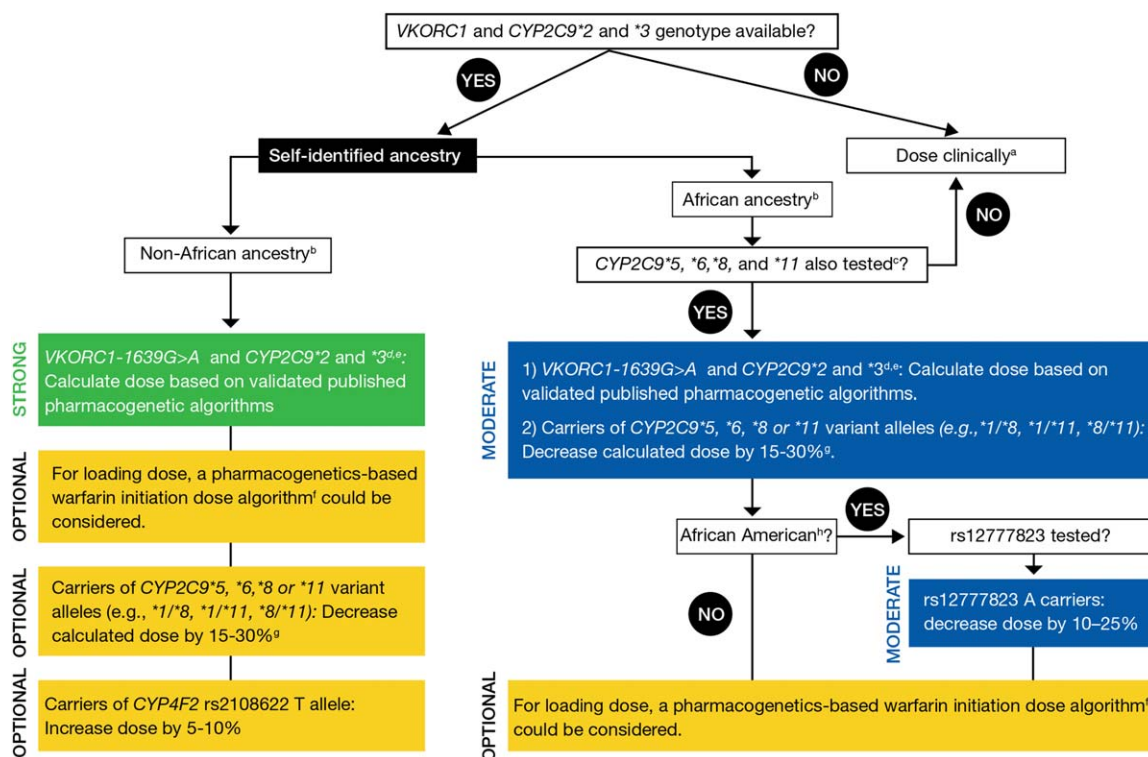 VKORC1 and CYP2C9*2 and *3 genotype available?
YES
NO
Self-identified ancestry
Dose clinicallyᵃ
African ancestryᵇ
NO
Non-African ancestryᵇ
CYP2C9*5, *6,*8, and *11 also testedᶜ?
YES
STRONG
VKORC1-1639G>A and CYP2C9*2 and *3ᵈ,ᵉ:
Calculate dose based on validated published
pharmacogenetic algorithms
MODERATE
1) VKORC1-1639G>A and CYP2C9*2 and *3ᵈ,ᵉ: Calculate dose based on
validated published pharmacogenetic algorithms.
2) Carriers of CYP2C9*5, *6, *8 or *11 variant alleles (e.g.,*1/*8, *1/*11, *8/*11):
Decrease calculated dose by 15-30%ᵍ.
OPTIONAL
For loading dose, a pharmacogenetics-based
warfarin initiation dose algorithmᶠ could be
considered.
African Americanʰ?
YES
rs12777823 tested?
OPTIONAL
Carriers of CYP2C9*5, *6,*8 or *11 variant
alleles (e.g., *1/*8, *1/*11, *8/*11): Decrease
calculated dose by 15-30%ᵍ
NO
MODERATE
rs12777823 A carriers:
decrease dose by 10–25%
OPTIONAL
Carriers of CYP4F2 rs2108622 T allele:
Increase dose by 5-10%
OPTIONAL
For loading dose, a pharmacogenetics-based warfarin initiation dose algorithmᶠ
could be considered.